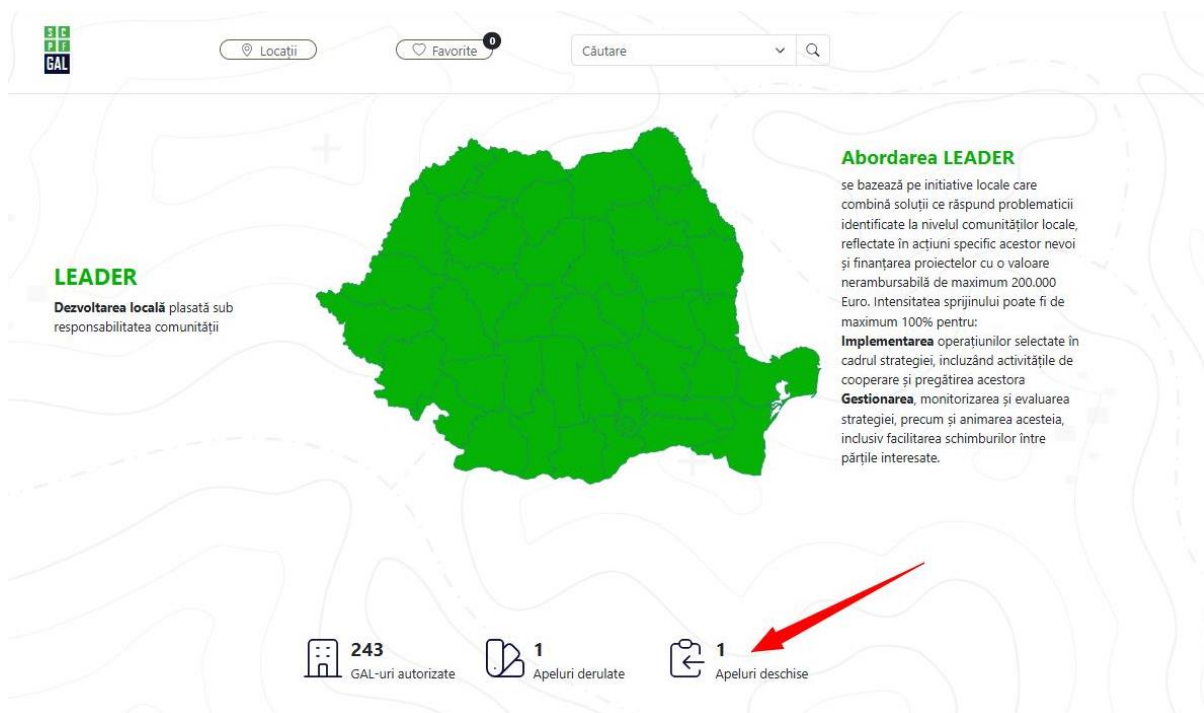 S C
P F
GAL
Locații
Favorite
0
Căutare
LEADER
Dezvoltarea locală plasată sub
responsabilitatea comunității
Abordarea LEADER
se bazează pe initiative locale care
combină soluții ce răspund problematicii
identificate la nivelul comunităților locale,
reflectate în acțiuni specific acestor nevoi
și finanțarea proiectelor cu o valoare
nerambursabilă de maximum 200.000
Euro. Intensitatea sprijinului poate fi de
maximum 100% pentru:
Implementarea operațiunilor selectate în
cadrul strategiei, incluzând activitățile de
cooperare și pregătirea acestora
Gestionarea, monitorizarea și evaluarea
strategiei, precum și animarea acesteia,
inclusiv facilitarea schimburilor între
părțile interesate.
243
GAL-uri autorizate
1
Apeluri derulate
1
Apeluri deschise